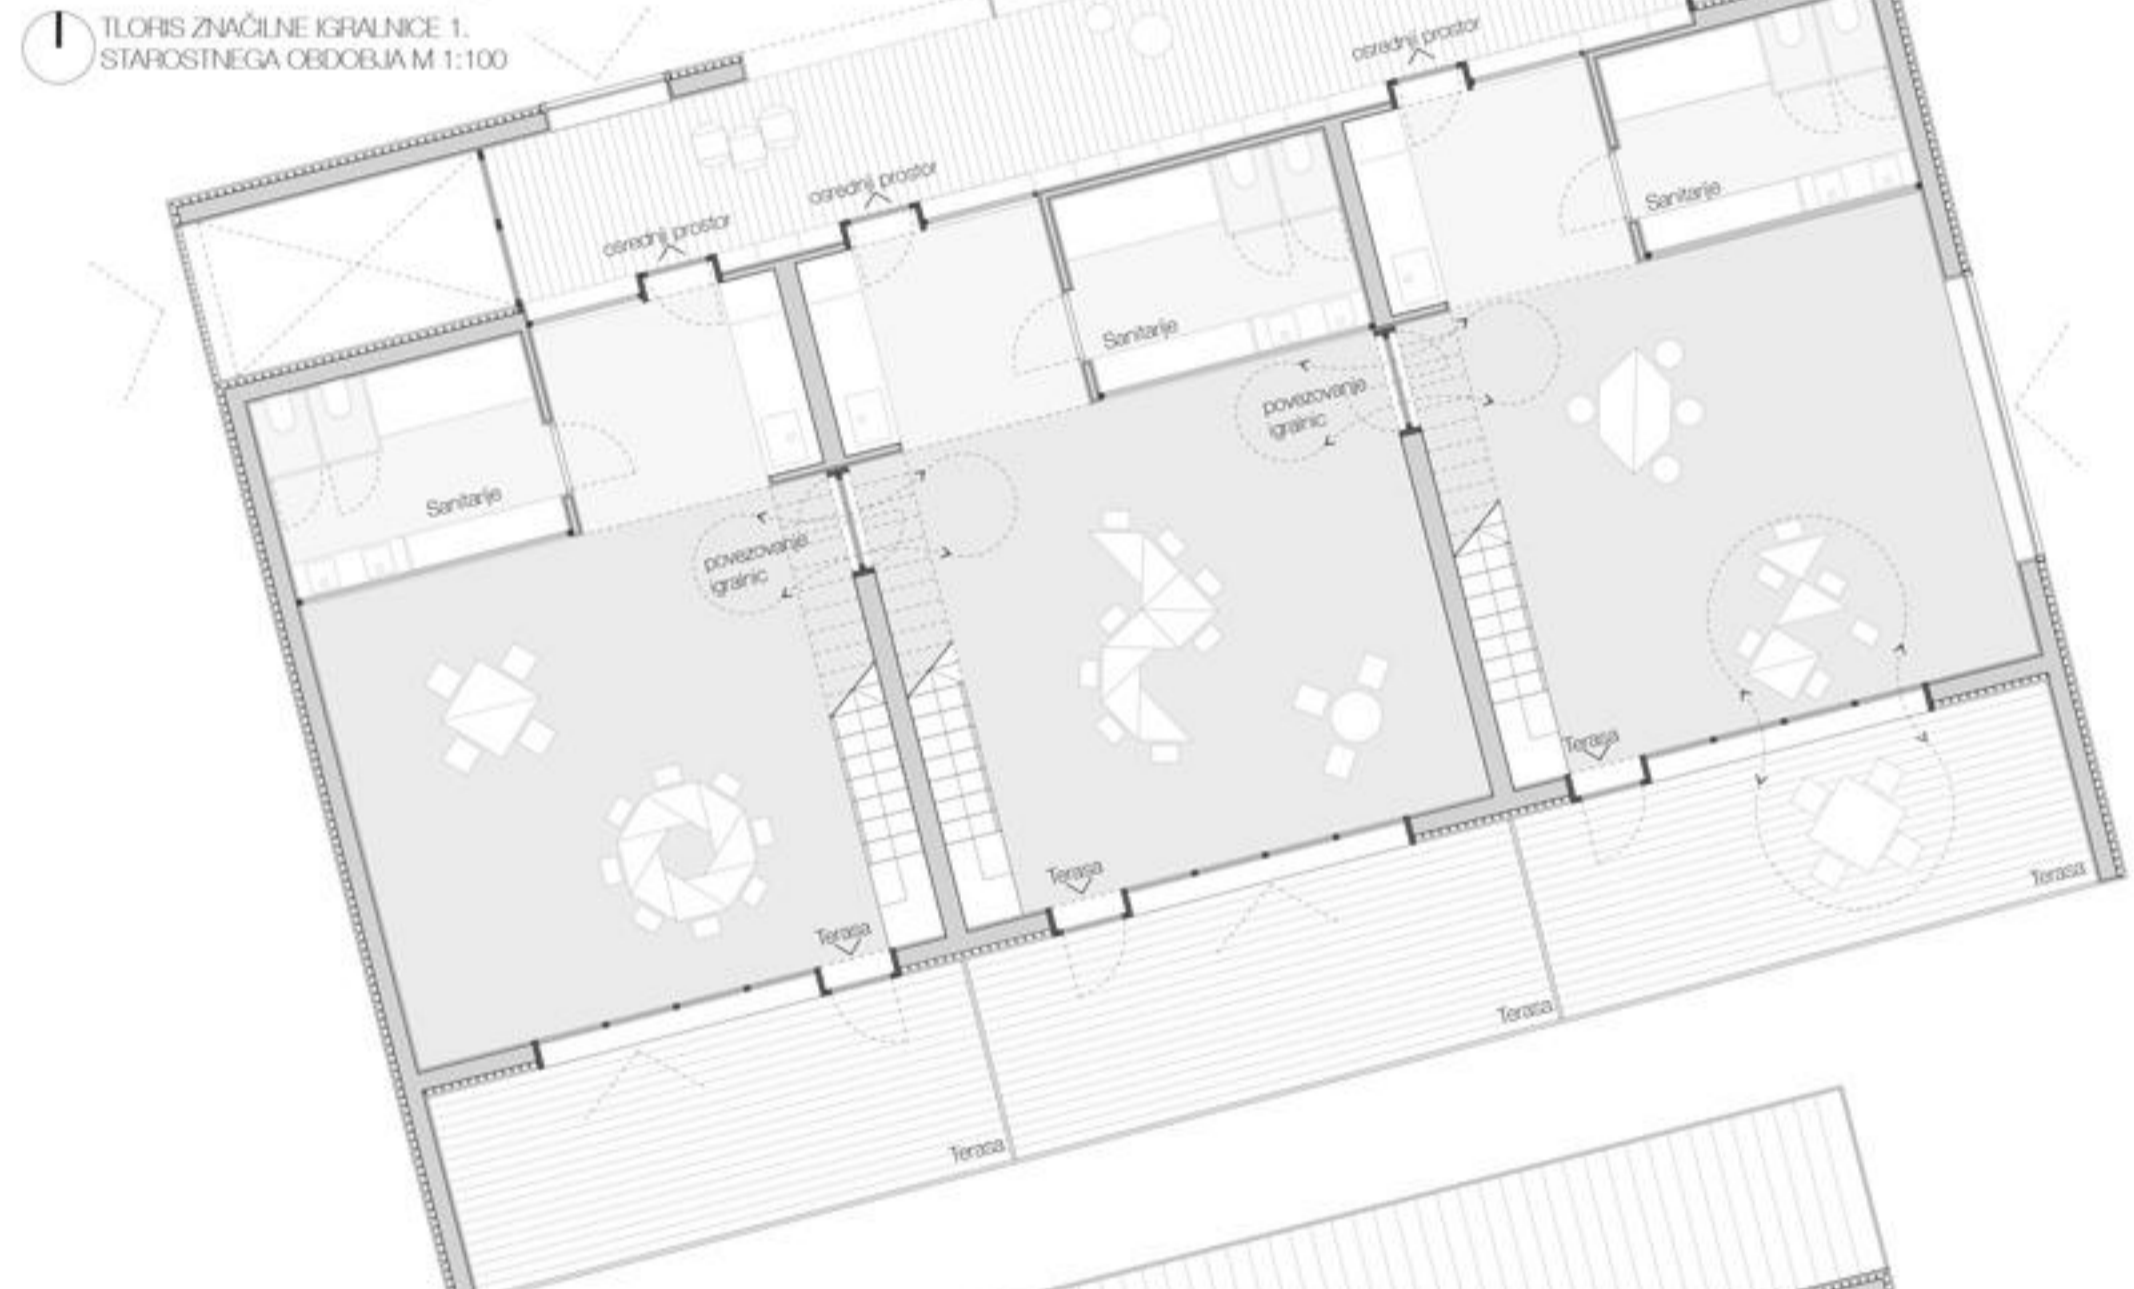 TLORIS ZNAČILNE IGRALNICE 1.
STAROSTNEGA OBDOBJA M 1:100
osrednji prostor
osrednji prostor
osrednji prostor
Sanitarije
Sanitarije
Sanitarije
povezovanje
igralnic
povezovanje
igralnic
Terasa
Terasa
Terasa
Terasa
Terasa
Terasa